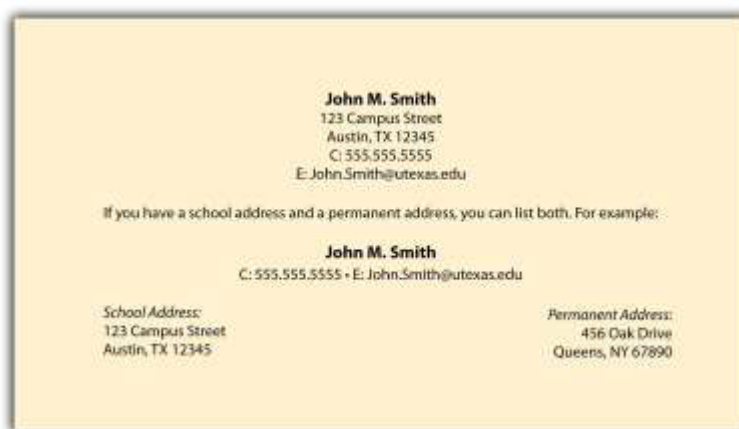 John M. Smith
123 Campus Street
Austin, TX 12345
C: 555.555.5555
E: John.Smith@utexas.edu
If you have a school address and a permanent address, you can list both. For example:
John M. Smith
C: 555.555.5555 • E: John.Smith@utexas.edu
School Address:
123 Campus Street
Austin, TX 12345
Permanent Address:
456 Oak Drive
Queens, NY 67890